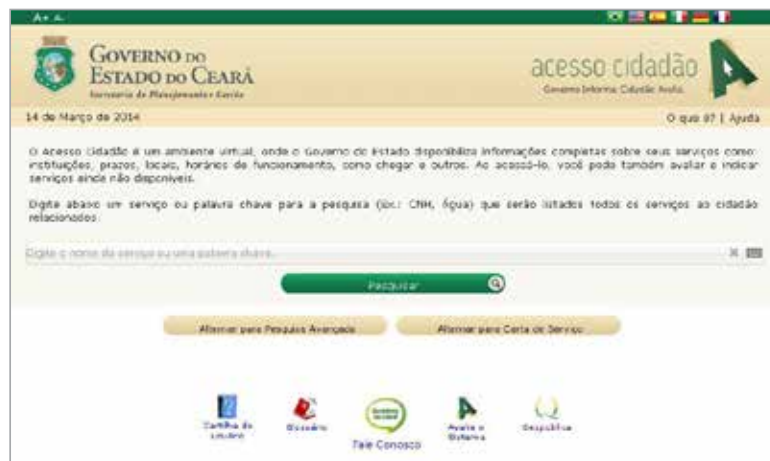 A+ A-
GOVERNO DO
ESTADO DO CEARÁ
Secretaria do Planejamento e Gestão
acesso cidadão
Governo Informa. Cidadão Avalia.
14 de Março de 2014
O que é? | Ajuda
O Acesso Cidadão é um ambiente virtual, onde o Governo do Estado disponibiliza informações completas sobre seus serviços como:
instituições, prazos, locais, horários de funcionamento, como chegar e outros. Ao acessá-lo, você pode também avaliar e indicar
serviços ainda não disponíveis.
Digite abaixo um serviço ou palavra chave para a pesquisa (ex.: CNH, Água) que serão listados todos os serviços ao cidadão
relacionados.
Digite o nome do serviço ou uma palavra chave.
Pesquisar
Alternar para Pesquisa Avançada
Alternar para Carta de Serviço
Cartilha do
usuário
Glossário
Fale Conosco
Avalie o
Sistema
Gespública